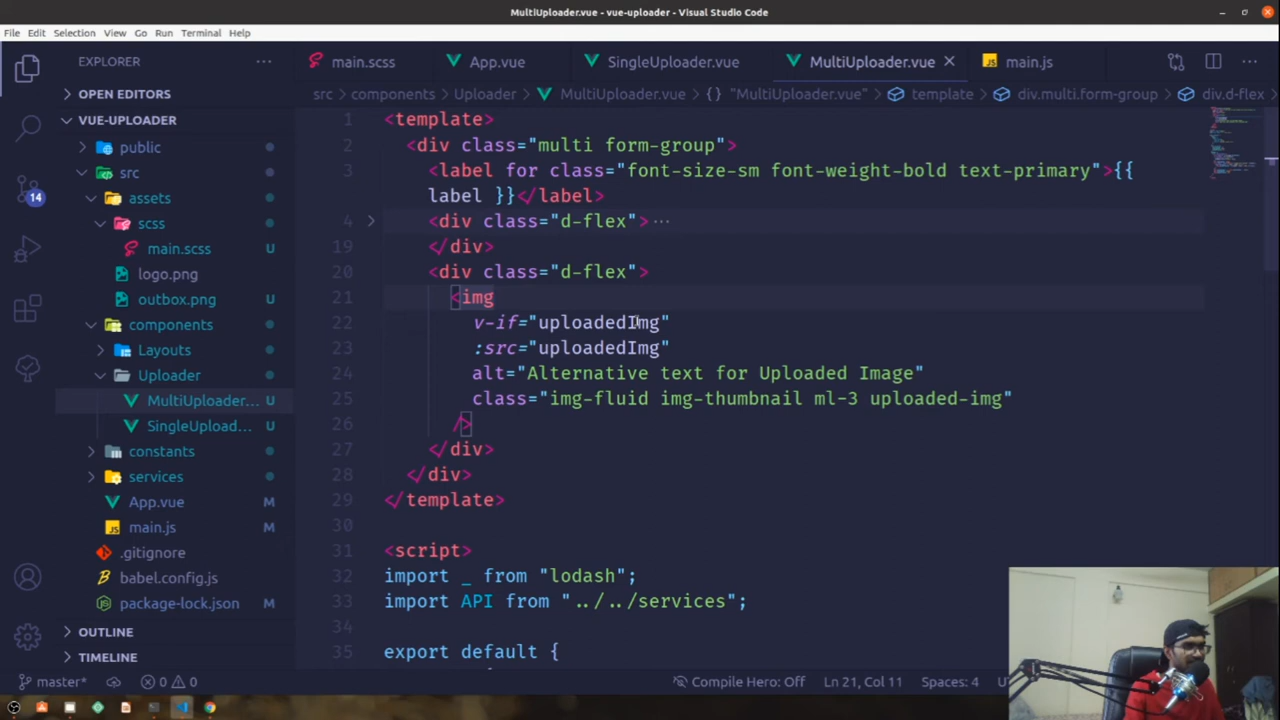 MultiUploader.vue - vue-uploader - Visual Studio Code
File Edit Selection View Go Run Terminal Help
EXPLORER
main.scss App.vue SingleUploader.vue MultiUploader.vue main.js
OPEN EDITORS
src > components > Uploader > MultiUploader.vue > {} "MultiUploader.vue" > template > div.multi.form-group > div.d-flex
VUE-UPLOADER
public
src
assets
scss
main.scss U
logo.png
outbox.png U
components
Layouts
Uploader
MultiUploader... U
SingleUpload... U
constants
services
App.vue M
main.js M
.gitignore
babel.config.js
package-lock.json M
OUTLINE
TIMELINE
14
1 <template>
2 <div class="multi form-group">
3 <label for class="font-size-sm font-weight-bold text-primary">{{
label }}</label>
4 <div class="d-flex">···
19 </div>
20 <div class="d-flex">
21 <img
22 v-if="uploadedImg"
23 :src="uploadedImg"
24 alt="Alternative text for Uploaded Image"
25 class="img-fluid img-thumbnail ml-3 uploaded-img"
26 />
27 </div>
28 </div>
29 </template>
30
31 <script>
32 import _ from "lodash";
33 import API from "../../services";
34
35 export default {
master* 0 0 Compile Hero: Off Ln 21, Col 11 Spaces: 4